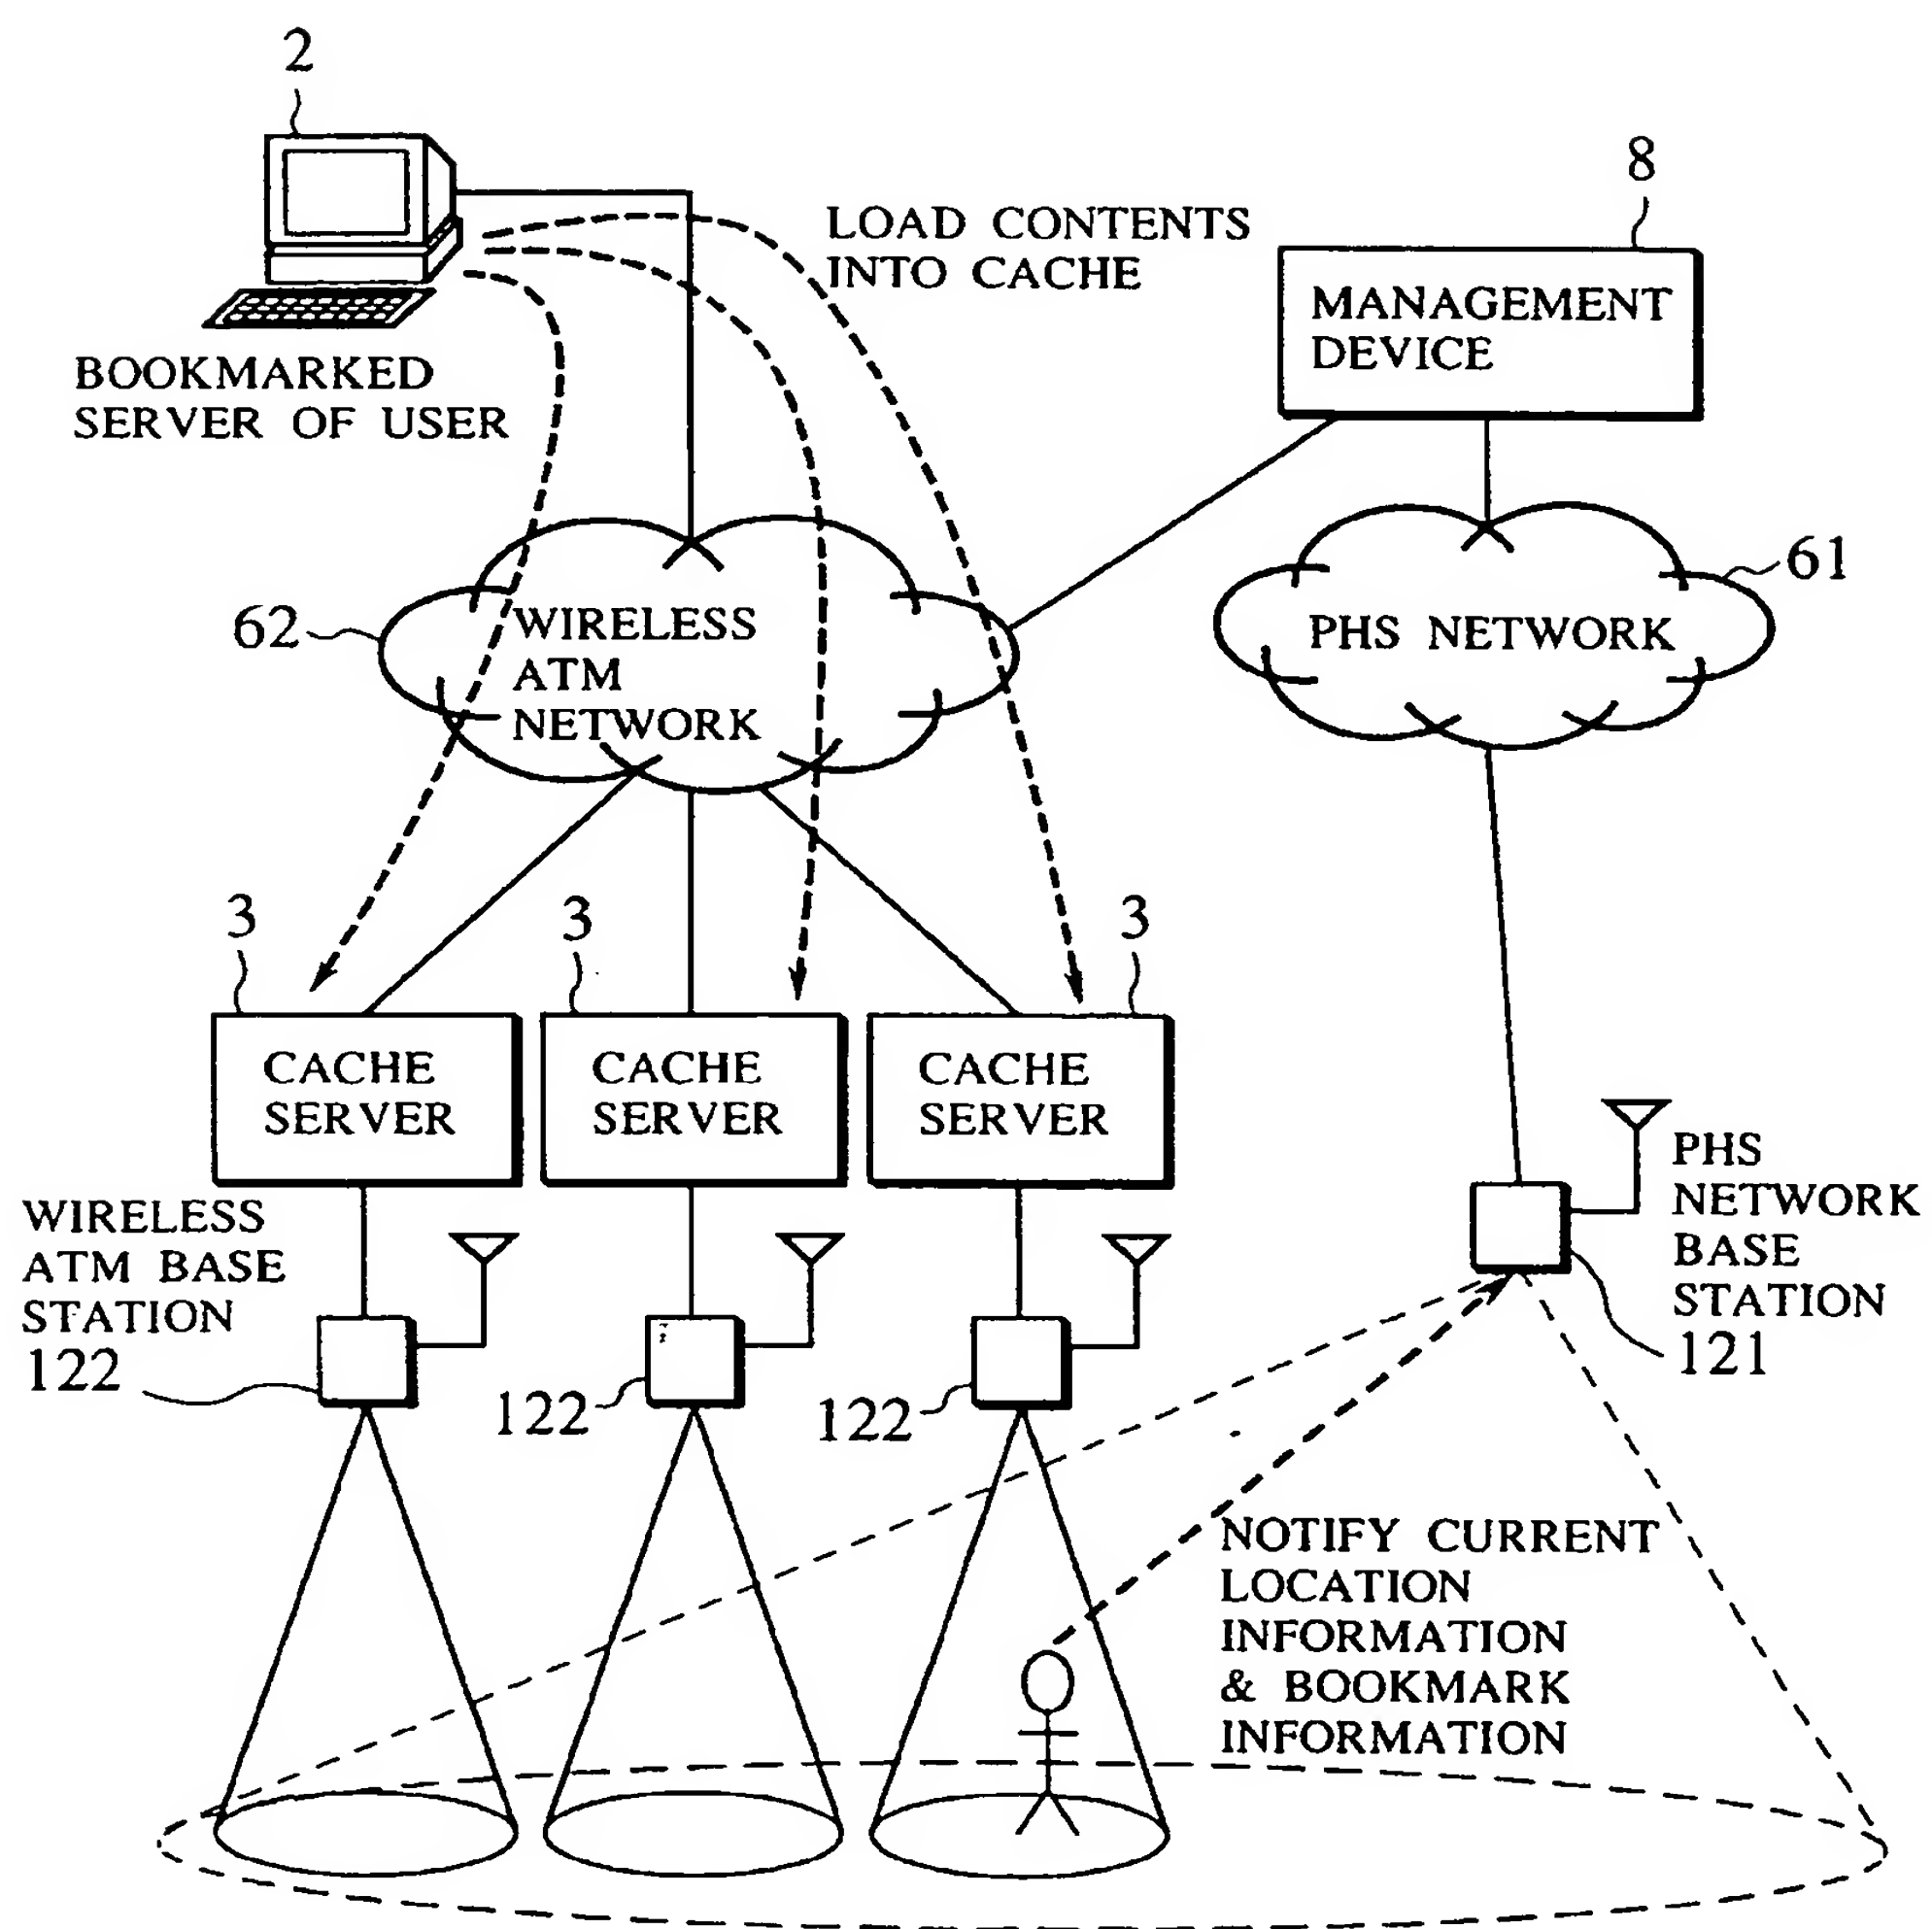 2
8
LOAD CONTENTS
INTO CACHE
MANAGEMENT
DEVICE
BOOKMARKED
SERVER OF USER
61
62
WIRELESS
ATM
NETWORK
PHS NETWORK
3
3
3
CACHE
SERVER
CACHE
SERVER
CACHE
SERVER
PHS
NETWORK
BASE
STATION
121
WIRELESS
ATM BASE
STATION
122
122
122
NOTIFY CURRENT
LOCATION
INFORMATION
& BOOKMARK
INFORMATION